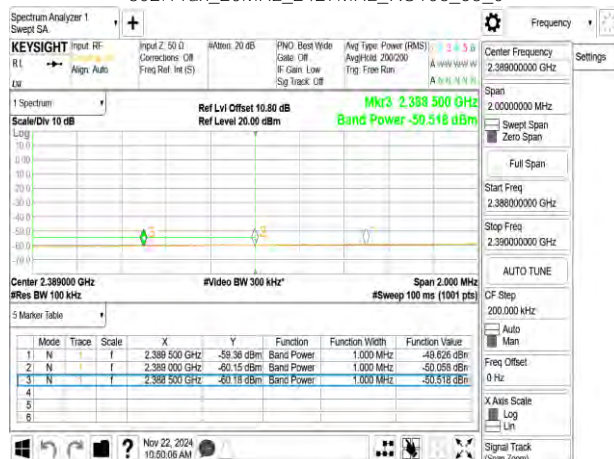 Spectrum Analyzer 1
Swept SA
Frequency
Settings
KEYSIGHT
Input: RF
Input Z: 50 Ω
#Atten: 20 dB
PNO: Best Wide
Avg Type: Power (RMS)
RL
Corrections: Off
Gate: Off
Avg|Hold: 200/200
Align: Auto
Freq Ref: Int (S)
IF Gain: Low
Trig: Free Run
Sig Track: Off
1 Spectrum
Scale/Div 10 dB
Ref Lvl Offset 10.80 dB
Ref Level 20.00 dBm
Mkr3 2.388 500 GHz
Band Power -50.518 dBm
Log
Center 2.389000 GHz
#Video BW 300 kHz*
Span 2.000 MHz
#Res BW 100 kHz
#Sweep 100 ms (1001 pts)
5 Marker Table
Mode Trace Scale X Y Function Function Width Function Value
1 N 1 f 2.389 500 GHz -59.38 dBm Band Power 1.000 MHz -49.626 dBm
2 N 1 f 2.389 000 GHz -60.15 dBm Band Power 1.000 MHz -50.058 dBm
3 N 1 f 2.388 500 GHz -60.18 dBm Band Power 1.000 MHz -50.518 dBm
4
5
6
Nov 22, 2024
10:50:06 AM
Center Frequency
2.389000000 GHz
Span
2.00000000 MHz
Swept Span
Zero Span
Full Span
Start Freq
2.388000000 GHz
Stop Freq
2.390000000 GHz
AUTO TUNE
CF Step
200.000 kHz
Auto
Man
Freq Offset
0 Hz
X Axis Scale
Log
Lin
Signal Track